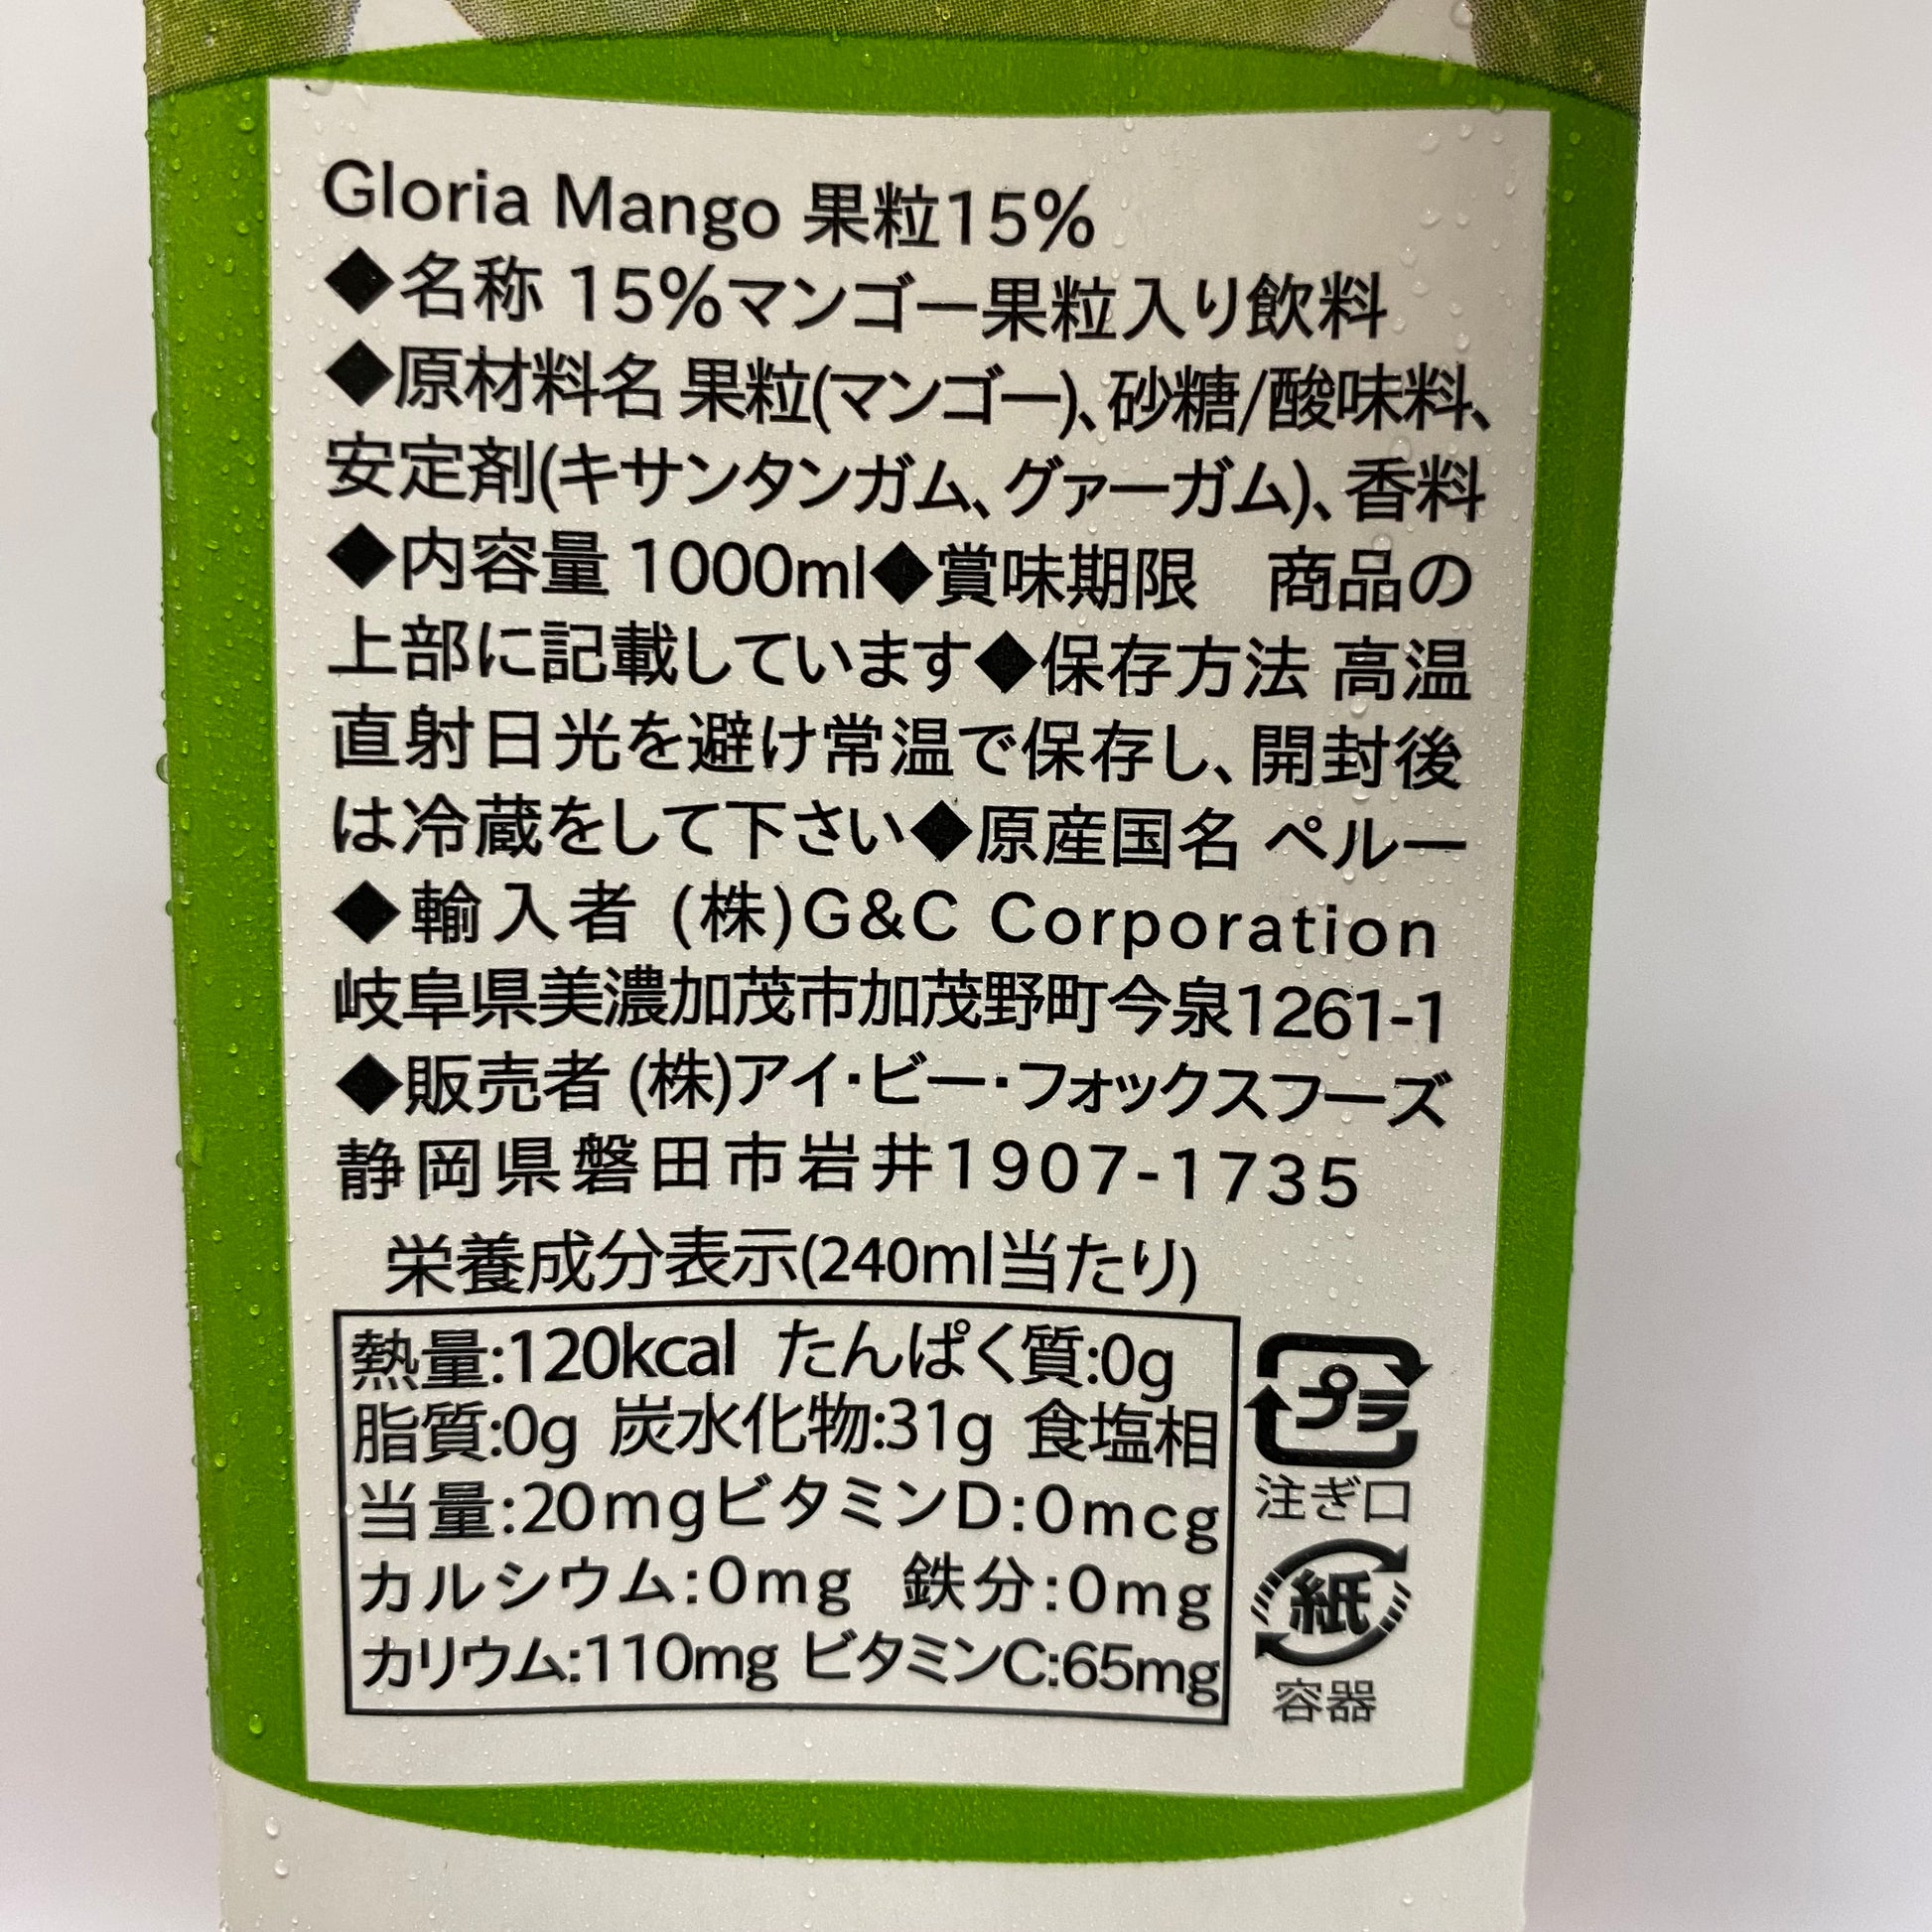 Gloria Mango 果粒15%
◆名称 15%マンゴー果粒入り飲料
◆原材料名 果粒(マンゴー)、砂糖/酸味料、
安定剤(キサンタンガム、グァーガム)、香料
◆内容量 1000ml◆賞味期限　商品の
上部に記載しています◆保存方法 高温
直射日光を避け常温で保存し、開封後
は冷蔵をして下さい◆原産国名 ペルー
◆輸入者 (株)G&C Corporation
岐阜県美濃加茂市加茂野町今泉1261-1
◆販売者 (株)アイ・ビー・フォックスフーズ
静岡県磐田市岩井1907-1735
栄養成分表示(240ml当たり)
熱量:120kcal たんぱく質:0g
脂質:0g 炭水化物:31g 食塩相
当量:20mgビタミンD:0mcg
カルシウム:0mg 鉄分:0mg
カリウム:110mg ビタミンC:65mg
プラ
注ぎ口
紙
容器